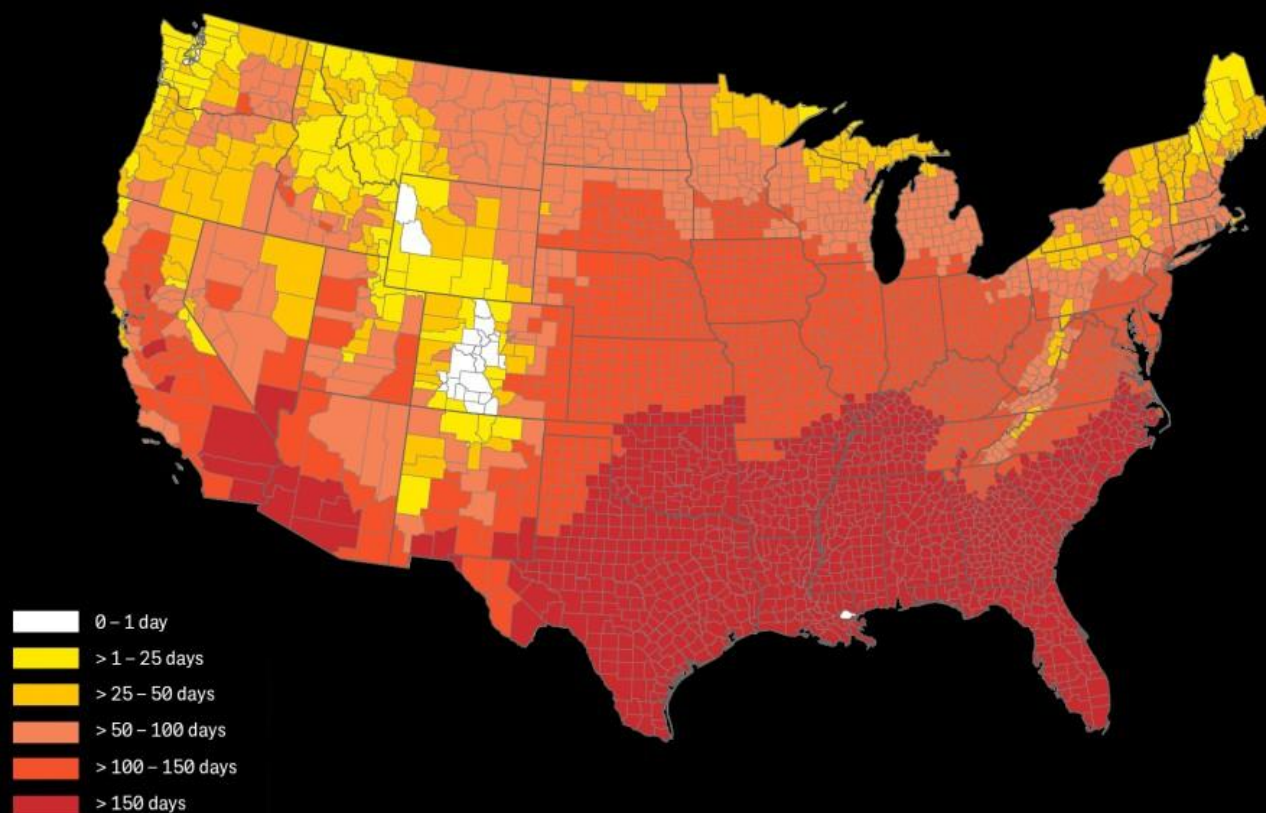 0 – 1 day
> 1 – 25 days
> 25 – 50 days
> 50 – 100 days
> 100 – 150 days
> 150 days